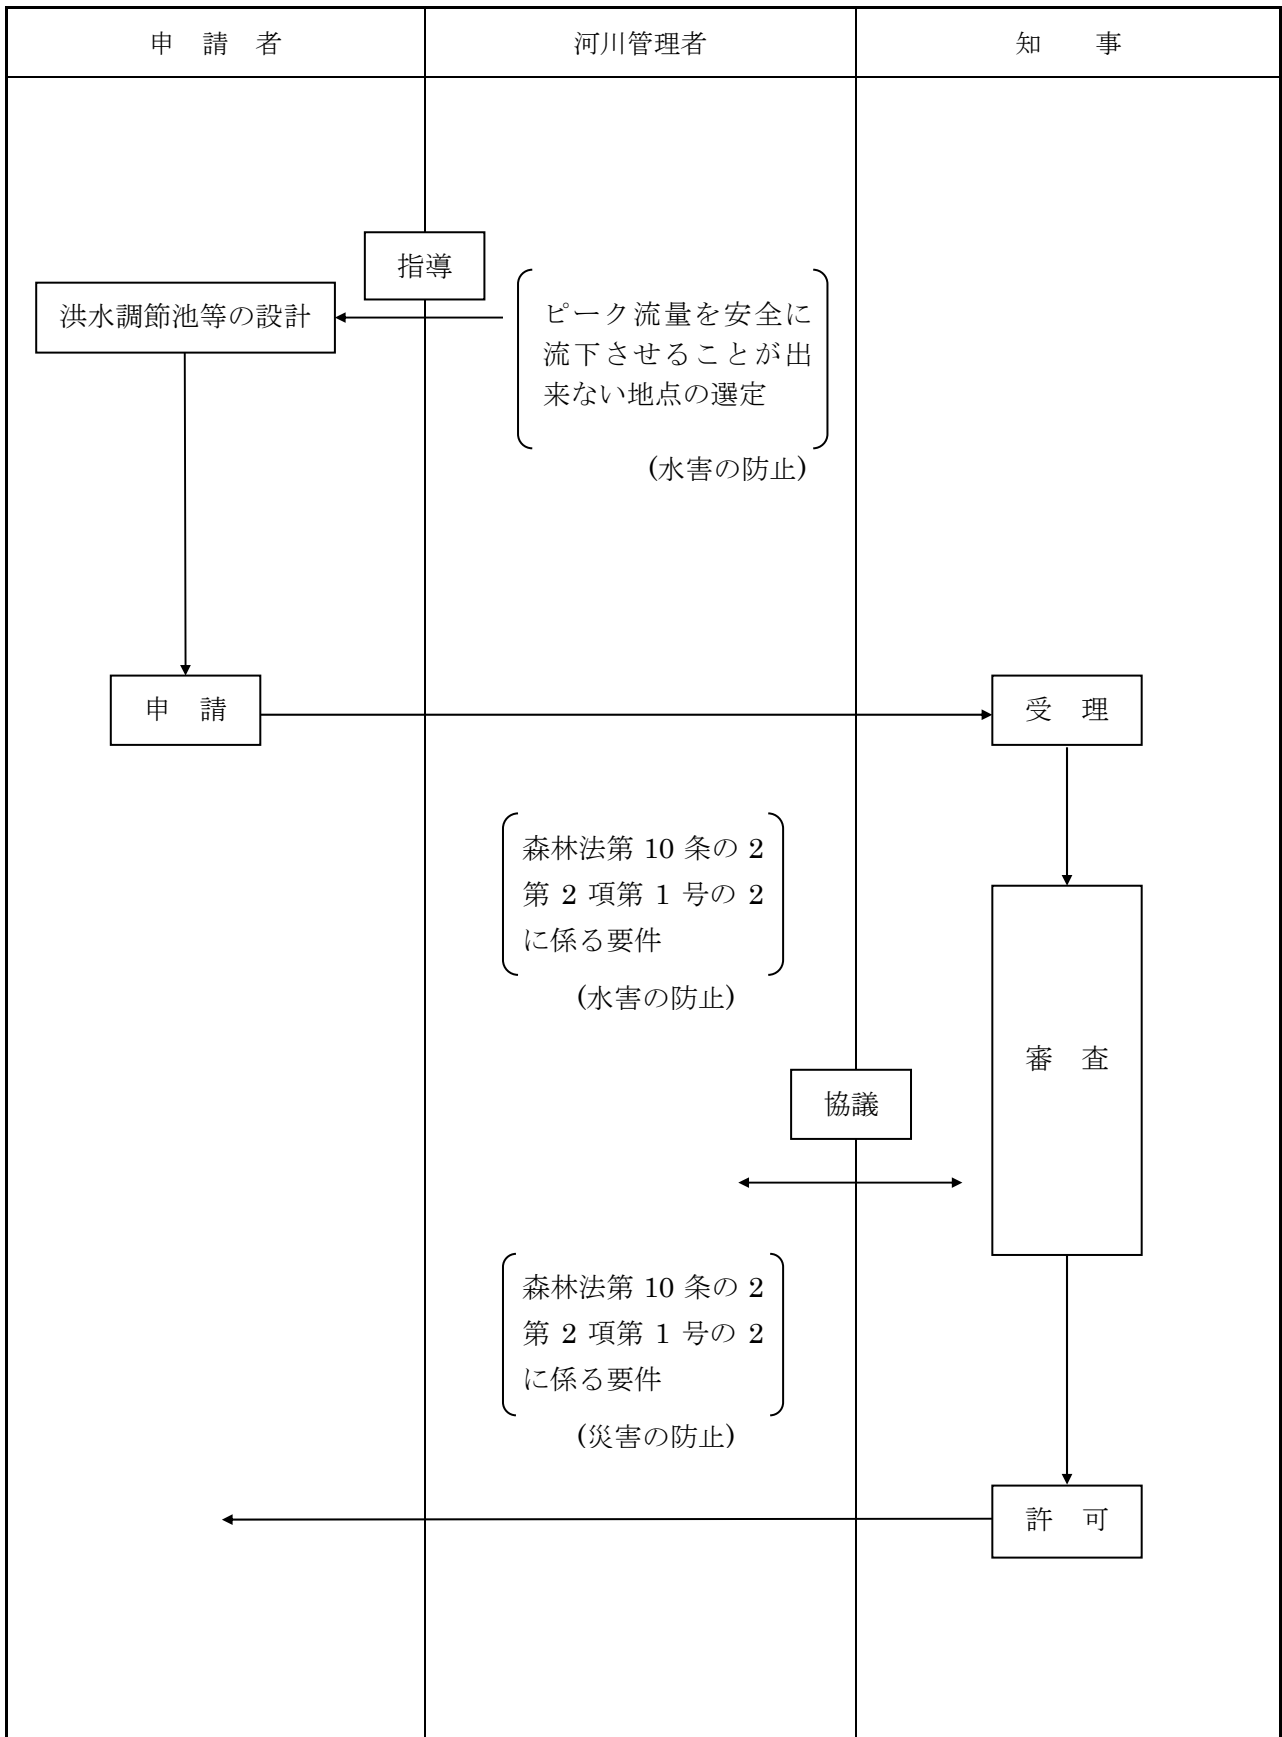 申　請　者
河川管理者
知　　事
指導
洪水調節池等の設計
ピーク流量を安全に
流下させることが出
来ない地点の選定
(水害の防止)
申　請
受　理
森林法第 10 条の 2
第 2 項第 1 号の 2
に係る要件
(水害の防止)
審　査
協議
森林法第 10 条の 2
第 2 項第 1 号の 2
に係る要件
(災害の防止)
許　可